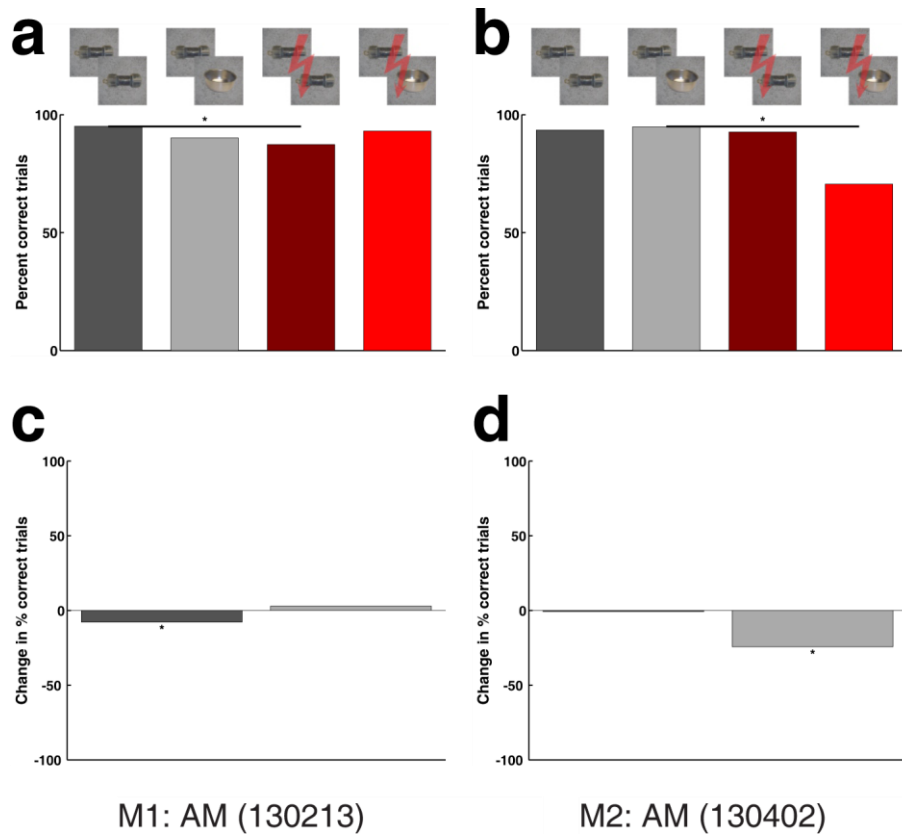 a
b
100
*
50
0
Percent correct trials
100
*
50
0
Percent correct trials
c
d
100
50
0
-50
-100
Change in % correct trials
*
100
50
0
-50
-100
Change in % correct trials
*
M1: AM (130213)
M2: AM (130402)